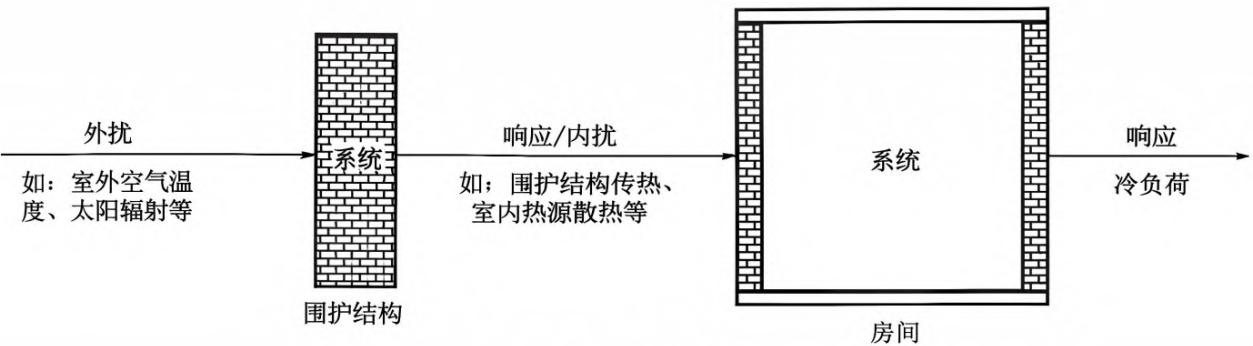 外扰
如：室外空气温
度、太阳辐射等
系统
围护结构
响应/内扰
如；围护结构传热、
室内热源散热等
系统
房间
响应
冷负荷